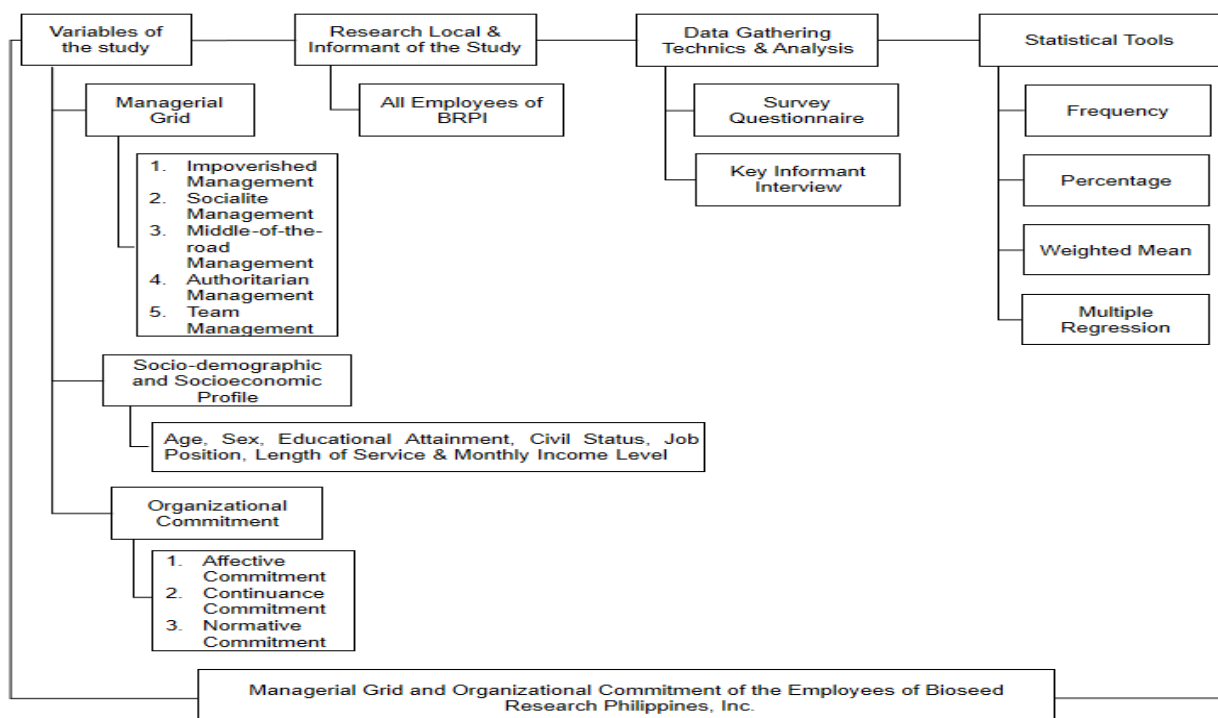 Variables of
the study
Research Local &
Informant of the Study
Data Gathering
Technics & Analysis
Statistical Tools
Managerial
Grid
All Employees of
BRPI
Survey
Questionnaire
Frequency
1. Impoverished
Management
2. Socialite
Management
3. Middle-of-the-
road
Management
4. Authoritarian
Management
5. Team
Management
Key Informant
Interview
Percentage
Weighted Mean
Multiple
Regression
Socio-demographic
and Socioeconomic
Profile
Age, Sex, Educational Attainment, Civil Status, Job
Position, Length of Service & Monthly Income Level
Organizational
Commitment
1. Affective
Commitment
2. Continuance
Commitment
3. Normative
Commitment
Managerial Grid and Organizational Commitment of the Employees of Bioseed
Research Philippines, Inc.